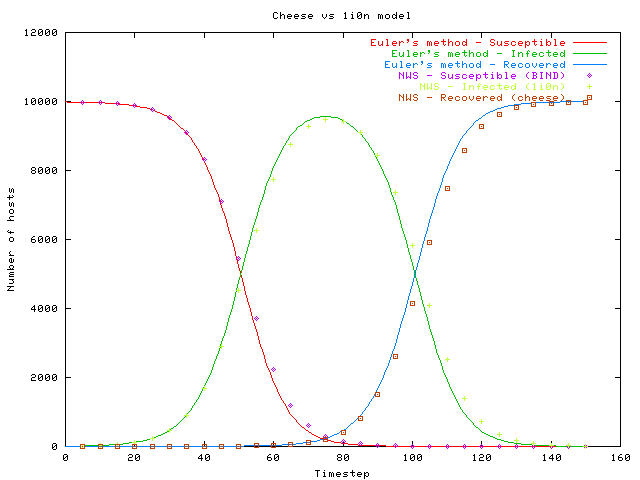 Cheese vs 1i0n model
12000
10000
8000
6000
4000
2000
0
Number of hosts
Euler's method - Susceptible
Euler's method - Infected
Euler's method - Recovered
NWS - Susceptible (BIND)
NWS - Infected (1i0n)
NWS - Recovered (cheese)
0 20 40 60 80 100 120 140 160
Timestep